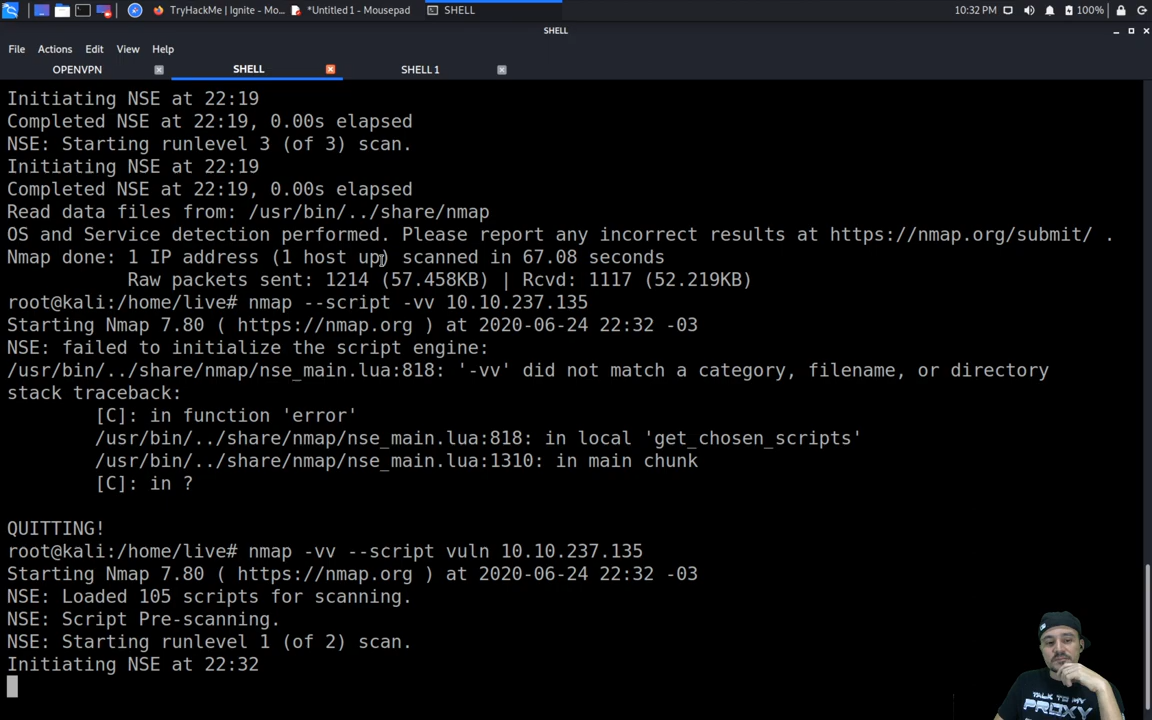 TryHackMe | Ignite - Mo...
*Untitled 1 - Mousepad
SHELL
10:32 PM
100%
SHELL
File Actions Edit View Help
OPENVPN
SHELL
SHELL 1
Initiating NSE at 22:19
Completed NSE at 22:19, 0.00s elapsed
NSE: Starting runlevel 3 (of 3) scan.
Initiating NSE at 22:19
Completed NSE at 22:19, 0.00s elapsed
Read data files from: /usr/bin/../share/nmap
OS and Service detection performed. Please report any incorrect results at https://nmap.org/submit/ .
Nmap done: 1 IP address (1 host up) scanned in 67.08 seconds
Raw packets sent: 1214 (57.458KB) | Rcvd: 1117 (52.219KB)
root@kali:/home/live# nmap --script -vv 10.10.237.135
Starting Nmap 7.80 ( https://nmap.org ) at 2020-06-24 22:32 -03
NSE: failed to initialize the script engine:
/usr/bin/../share/nmap/nse_main.lua:818: '-vv' did not match a category, filename, or directory
stack traceback:
[C]: in function 'error'
/usr/bin/../share/nmap/nse_main.lua:818: in local 'get_chosen_scripts'
/usr/bin/../share/nmap/nse_main.lua:1310: in main chunk
[C]: in ?
QUITTING!
root@kali:/home/live# nmap -vv --script vuln 10.10.237.135
Starting Nmap 7.80 ( https://nmap.org ) at 2020-06-24 22:32 -03
NSE: Loaded 105 scripts for scanning.
NSE: Script Pre-scanning.
NSE: Starting runlevel 1 (of 2) scan.
Initiating NSE at 22:32
TALK TO MY
PROXY